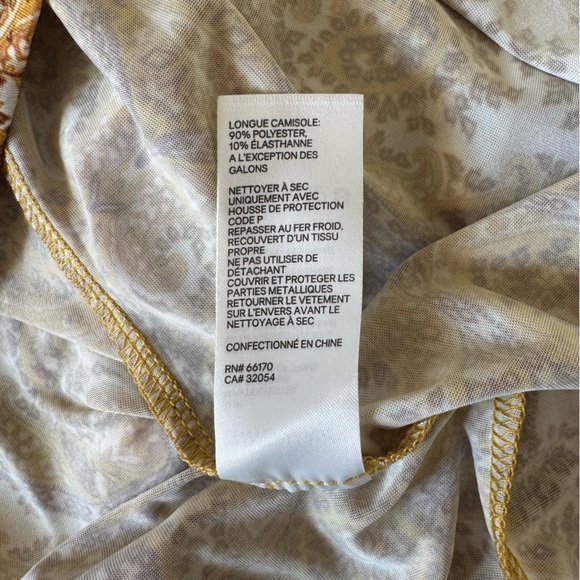 LONGUE CAMISOLE:
90% POLYESTER,
10% ÉLASTHANNE
A L'EXCEPTION DES
GALONS
NETTOYER À SEC
UNIQUEMENT AVEC
HOUSSE DE PROTECTION
CODE P
REPASSER AU FER FROID,
RECOUVERT D'UN TISSU
PROPRE
NE PAS UTILISER DE
DÉTACHANT
COUVRIR ET PROTEGER LES
PARTIES METALLIQUES
RETOURNER LE VETEMENT
SUR L'ENVERS AVANT LE
NETTOYAGE À SEC
CONFECTIONNÉ EN CHINE
RN# 66170
CA# 32054